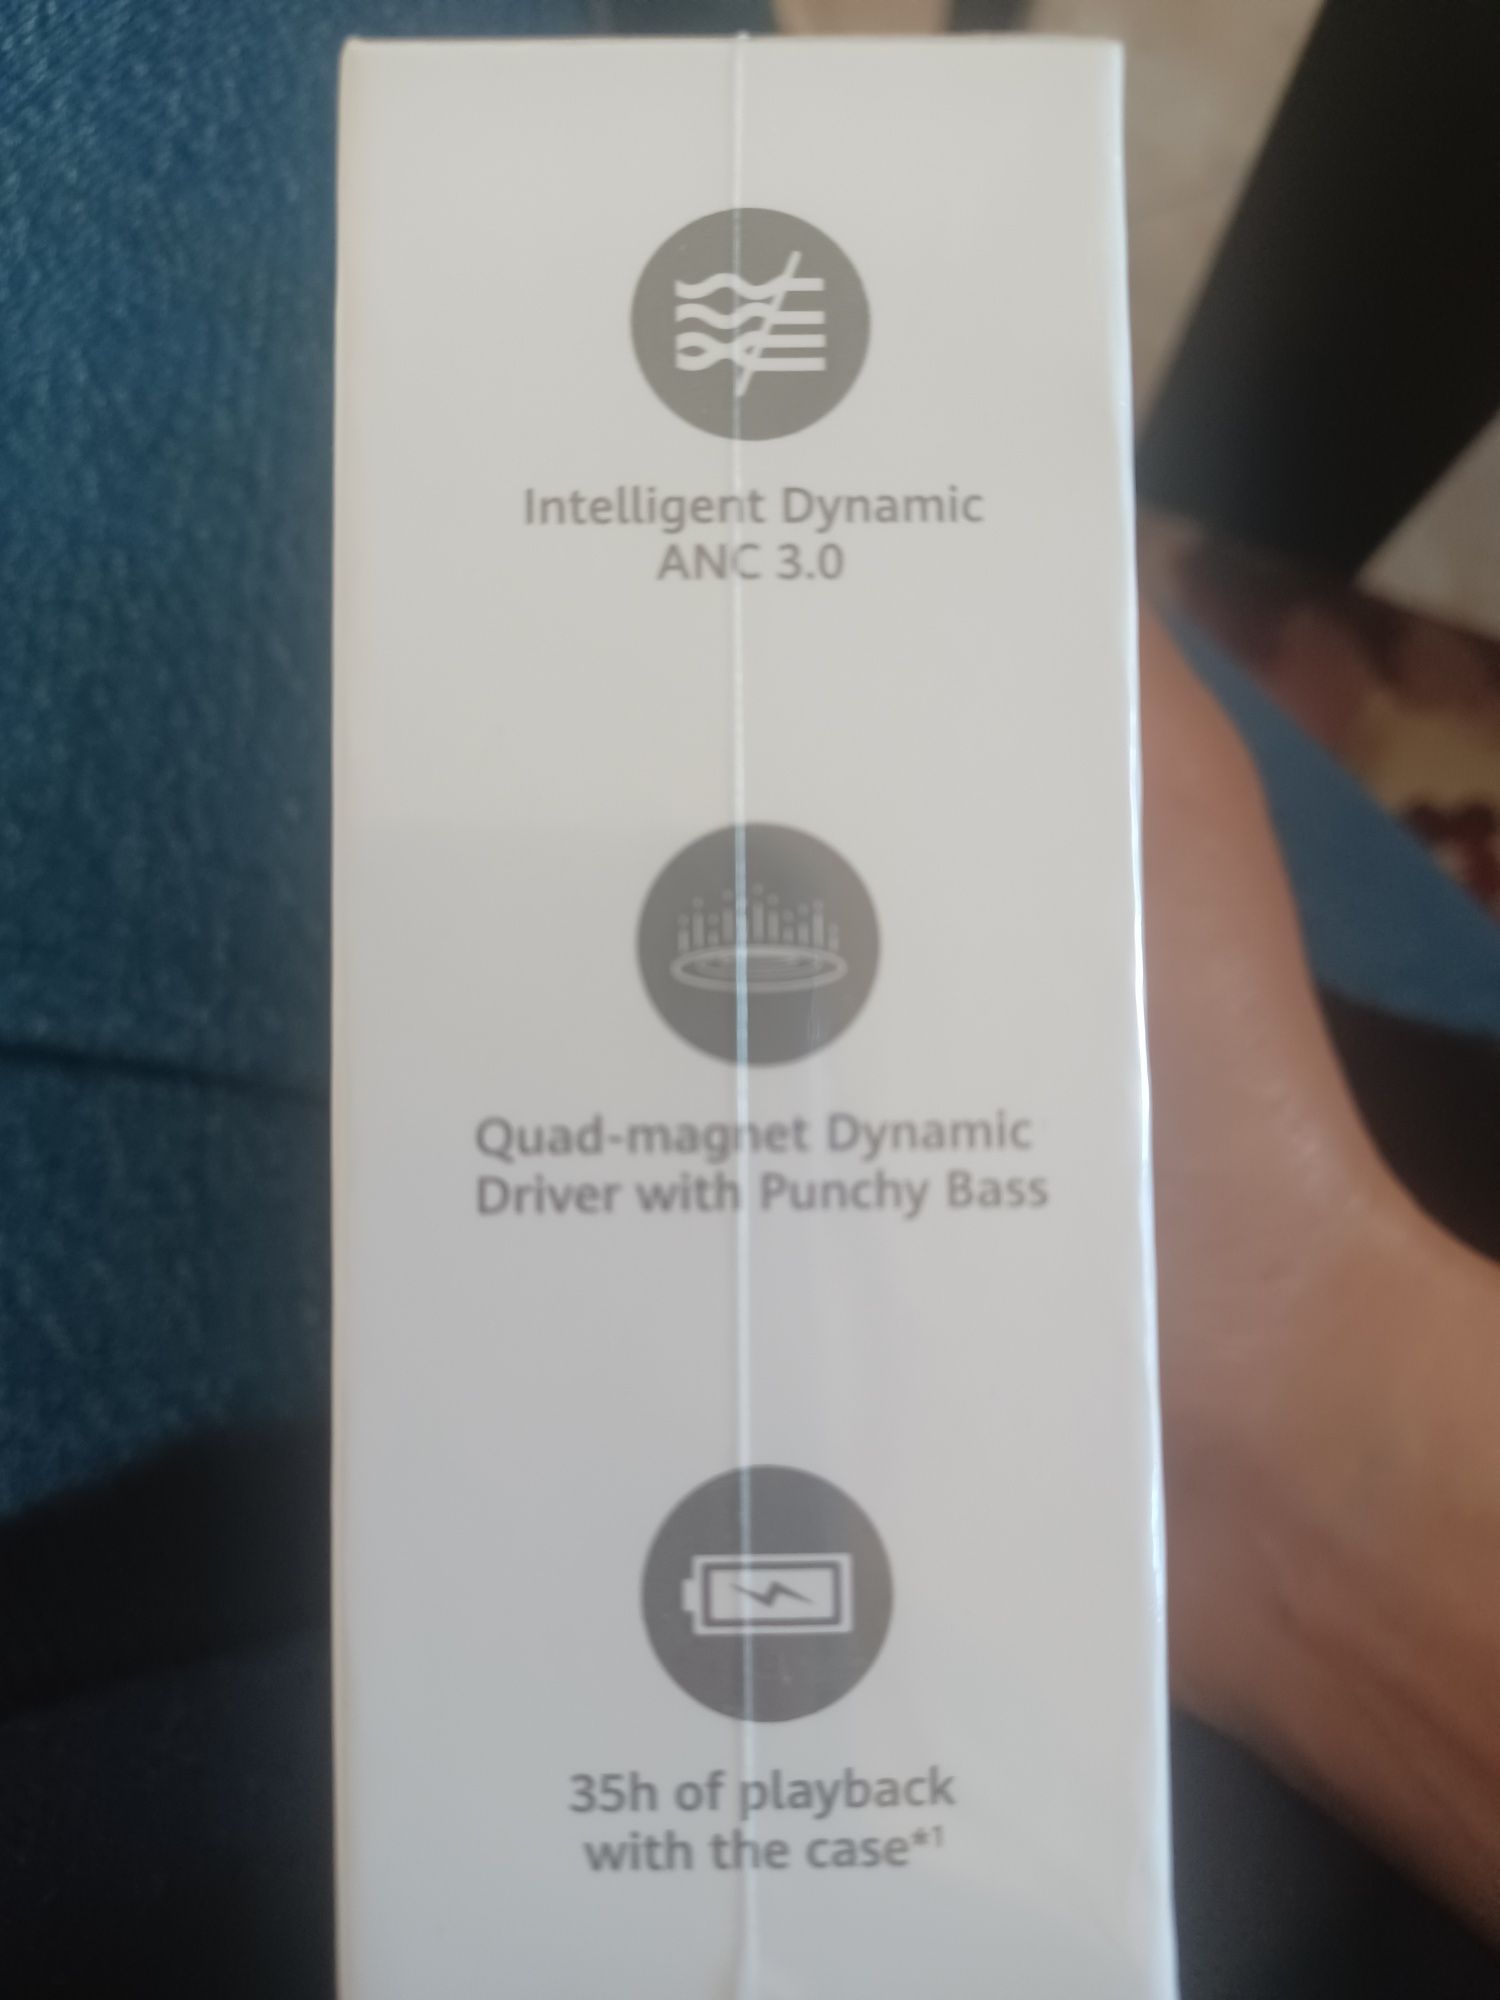 Intelligent Dynamic
ANC 3.0
Quad-magnet Dynamic
Driver with Punchy Bass
35h of playback
with the case*1